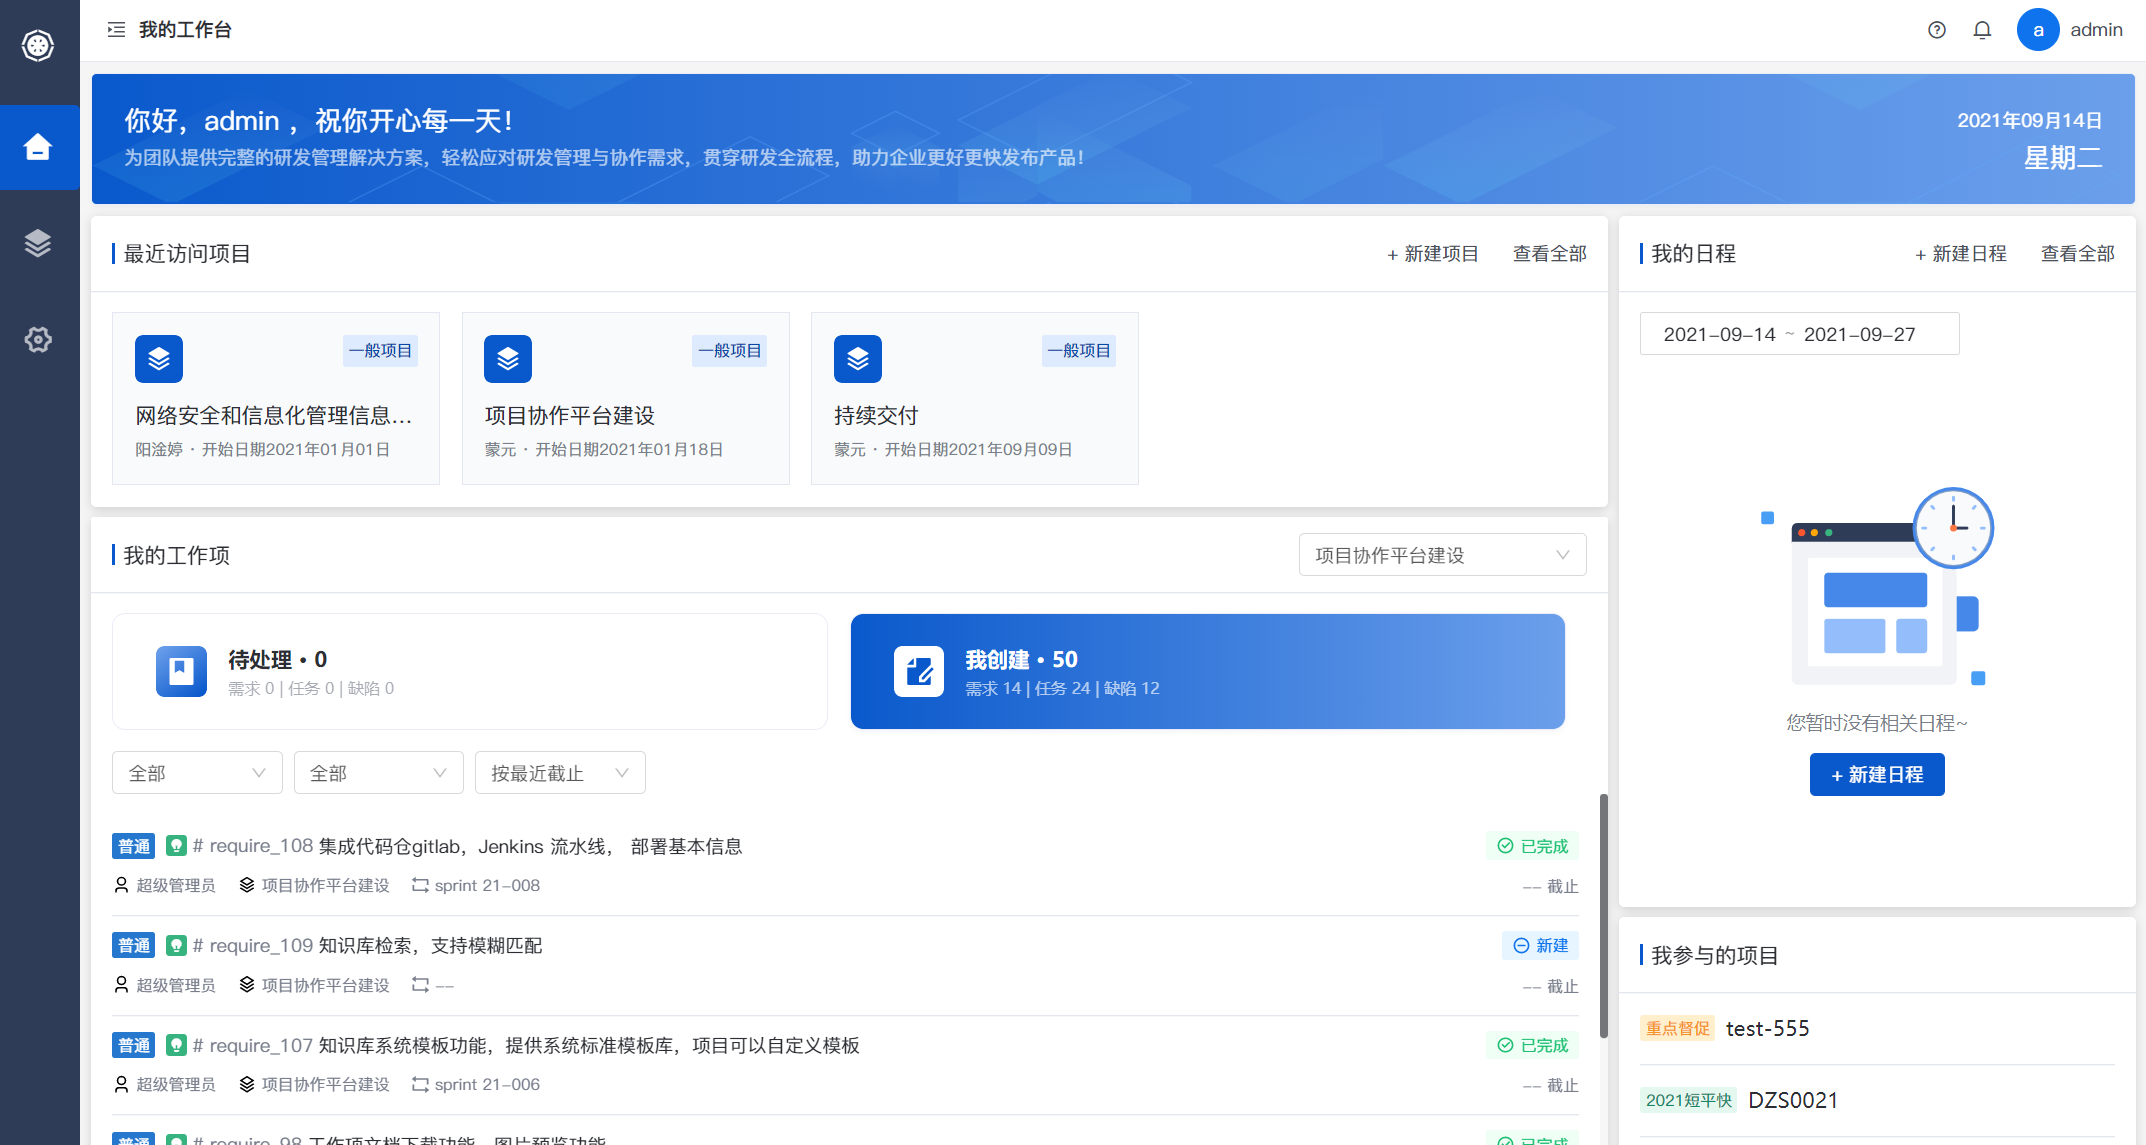 我的工作台
a admin
你好，admin ，祝你开心每一天！
为团队提供完整的研发管理解决方案，轻松应对研发管理与协作需求，贯穿研发全流程，助力企业更好更快发布产品！
2021年09月14日
星期二
最近访问项目
+ 新建项目 查看全部
一般项目
网络安全和信息化管理信息...
阳淦婷 · 开始日期2021年01月01日
一般项目
项目协作平台建设
蒙元 · 开始日期2021年01月18日
一般项目
持续交付
蒙元 · 开始日期2021年09月09日
我的工作项
项目协作平台建设
待处理 • 0
需求 0 | 任务 0 | 缺陷 0
我创建 • 50
需求 14 | 任务 24 | 缺陷 12
全部 全部 按最近截止
普通 # require_108 集成代码仓gitlab，Jenkins 流水线， 部署基本信息 已完成
超级管理员 项目协作平台建设 sprint 21-008 -- 截止
普通 # require_109 知识库检索，支持模糊匹配 新建
超级管理员 项目协作平台建设 -- -- 截止
普通 # require_107 知识库系统模板功能，提供系统标准模板库，项目可以自定义模板 已完成
超级管理员 项目协作平台建设 sprint 21-006 -- 截止
普通 # require_98 工作项文档下载功能，图片预览功能 已完成
我的日程
+ 新建日程 查看全部
2021-09-14 ~ 2021-09-27
您暂时没有相关日程~
+ 新建日程
我参与的项目
重点督促 test-555
2021短平快 DZS0021